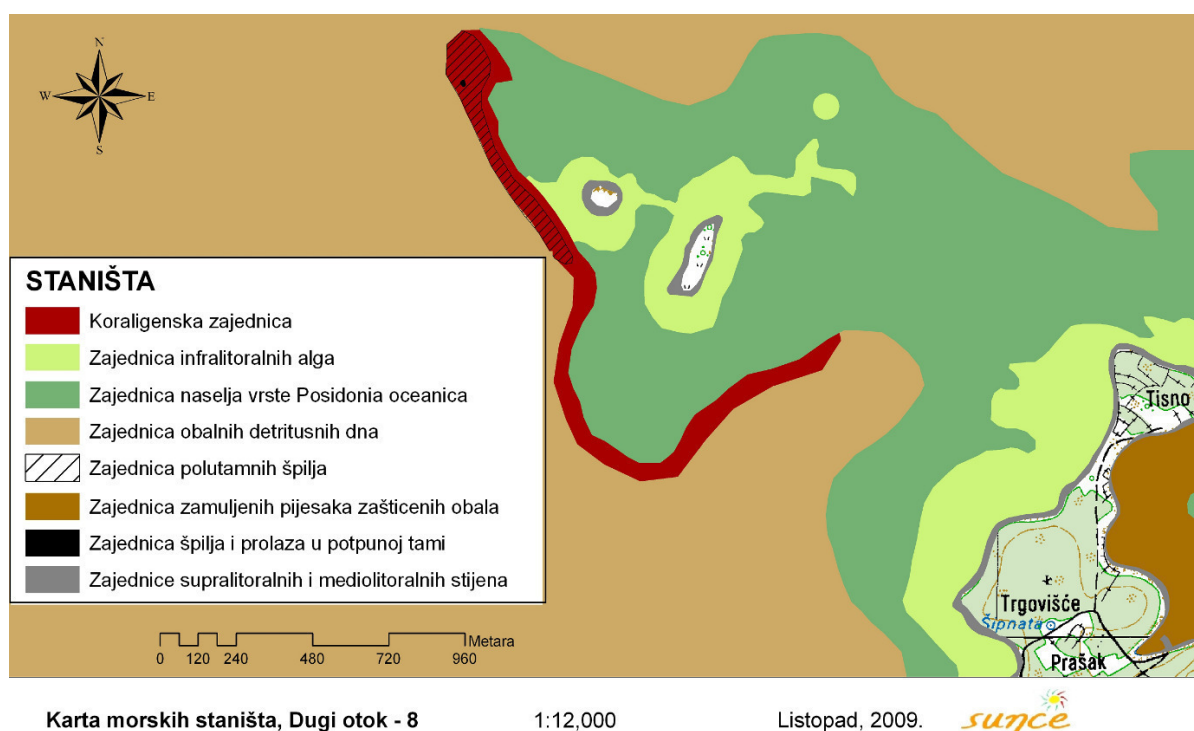 N
W E
S
STANIŠTA
Koraligenska zajednica
Zajednica infralitoralnih alga
Zajednica naselja vrste Posidonia oceanica
Zajednica obalnih detritusnih dna
Zajednica polutamnih špilja
Zajednica zamuljenih pijesaka zašticenih obala
Zajednica špilja i prolaza u potpunoj tami
Zajednice supralitoralnih i mediolitoralnih stijena
Tisno
Trgovišće
Šipnata
Prašak
Metara
0 120 240 480 720 960
Karta morskih staništa, Dugi otok - 8 1:12,000 Listopad, 2009. sunce